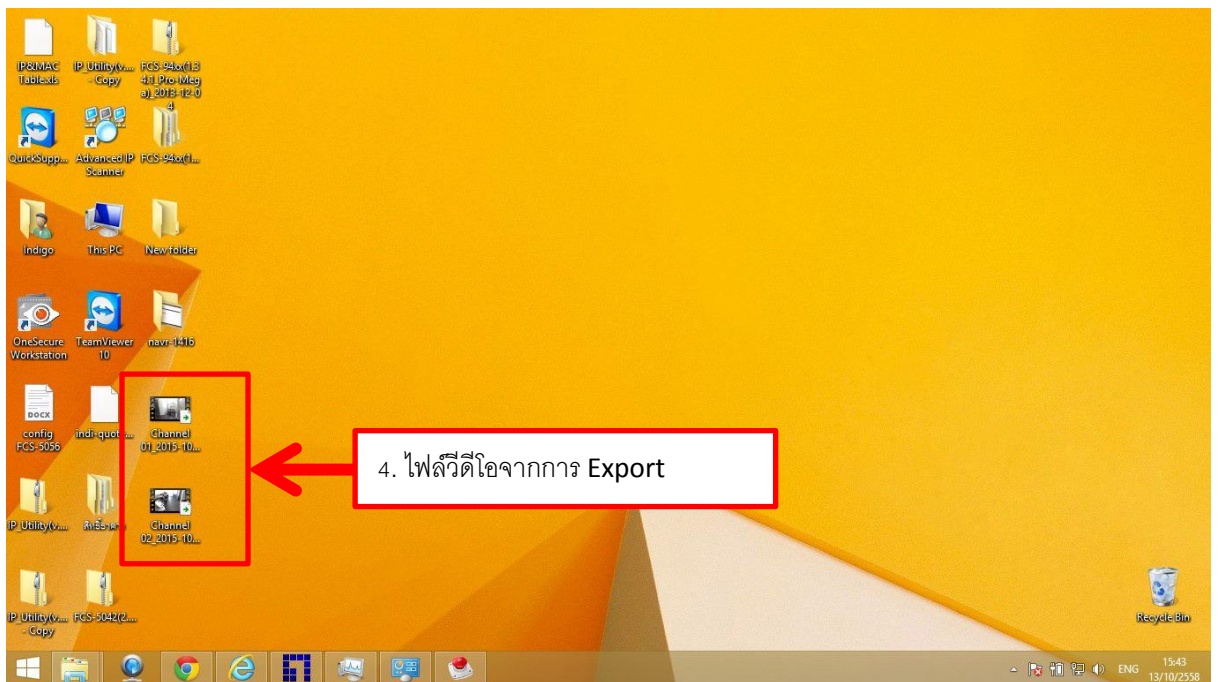 IP&MAC
Table.xls
IP_Utility(v....
- Copy
FCS-94xx(1.3
4.1_Pro-Meg
a)_2013-12-0
4
QuickSupp...
Advanced IP
Scanner
FCS-94xx(1....
Indigo
This PC
New folder
OneSecure
Workstation
TeamViewer
10
navr-1416
DOCX
config
FCS-5056
Channel
01_2015-10...
4. ไฟล์วีดีโอจากการ Export
IP_Utility(v....
Channel
02_2015-10...
IP_Utility(v....
- Copy
FCS-5042(2....
Recycle Bin
ENG
15:43
13/10/2558